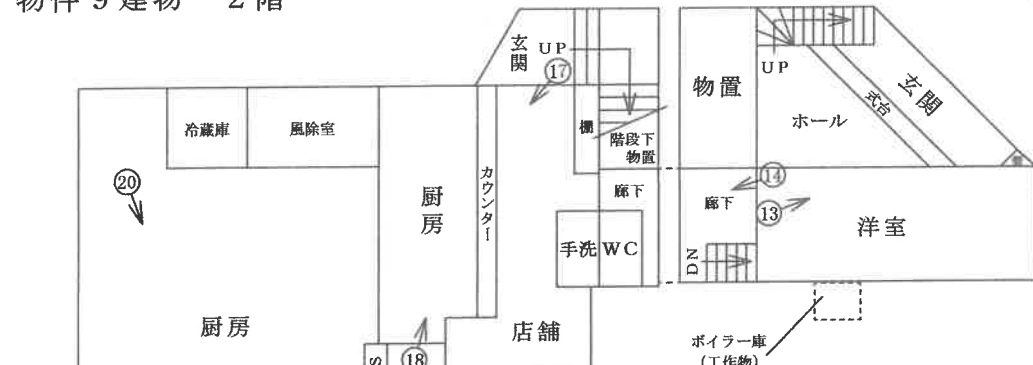 物件9建物 2階
玄関
UP
⑰
棚
階段下
物置
冷蔵庫
風除室
⑳
カウンター
厨房
廊下
手洗
WC
厨房
店舗
S
⑱
物置
UP
玄関
式台
ホール
⑭
廊下
⑬
洋室
DN
ボイラー庫
(工作物)